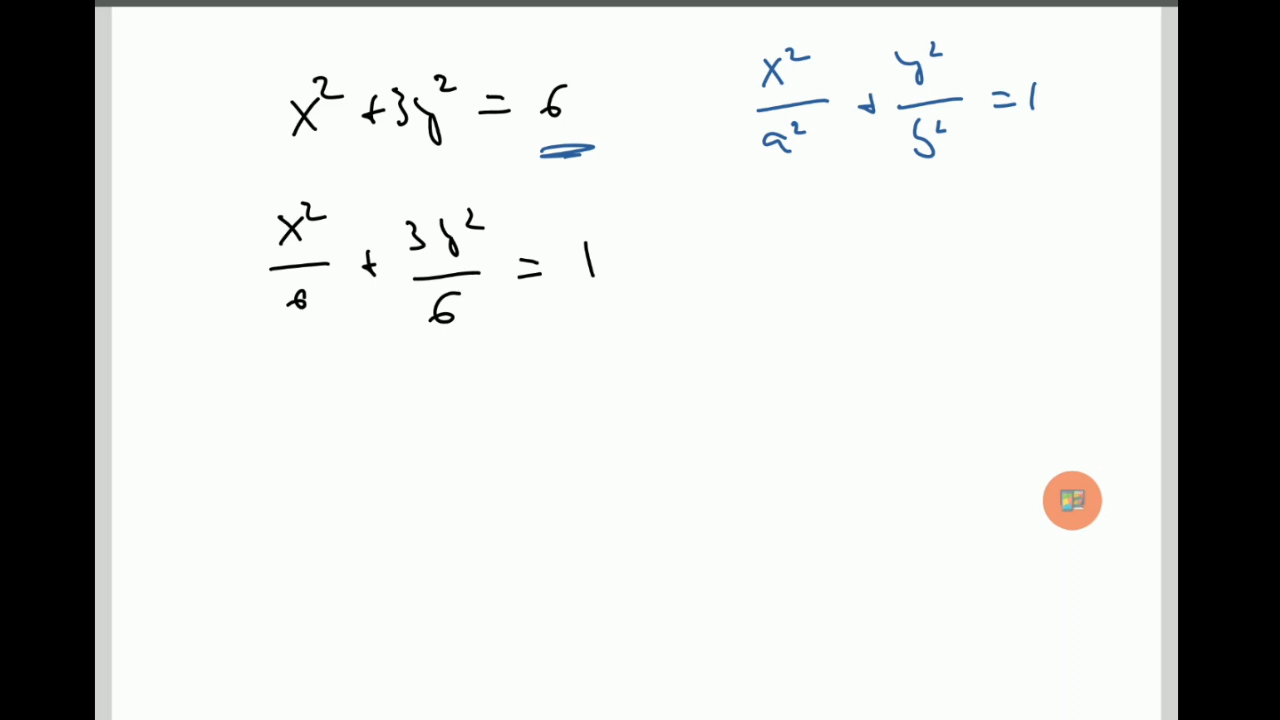 x² + 3y² = 6
x²/a² + y²/b² = 1
x²/6 + 3y²/6 = 1